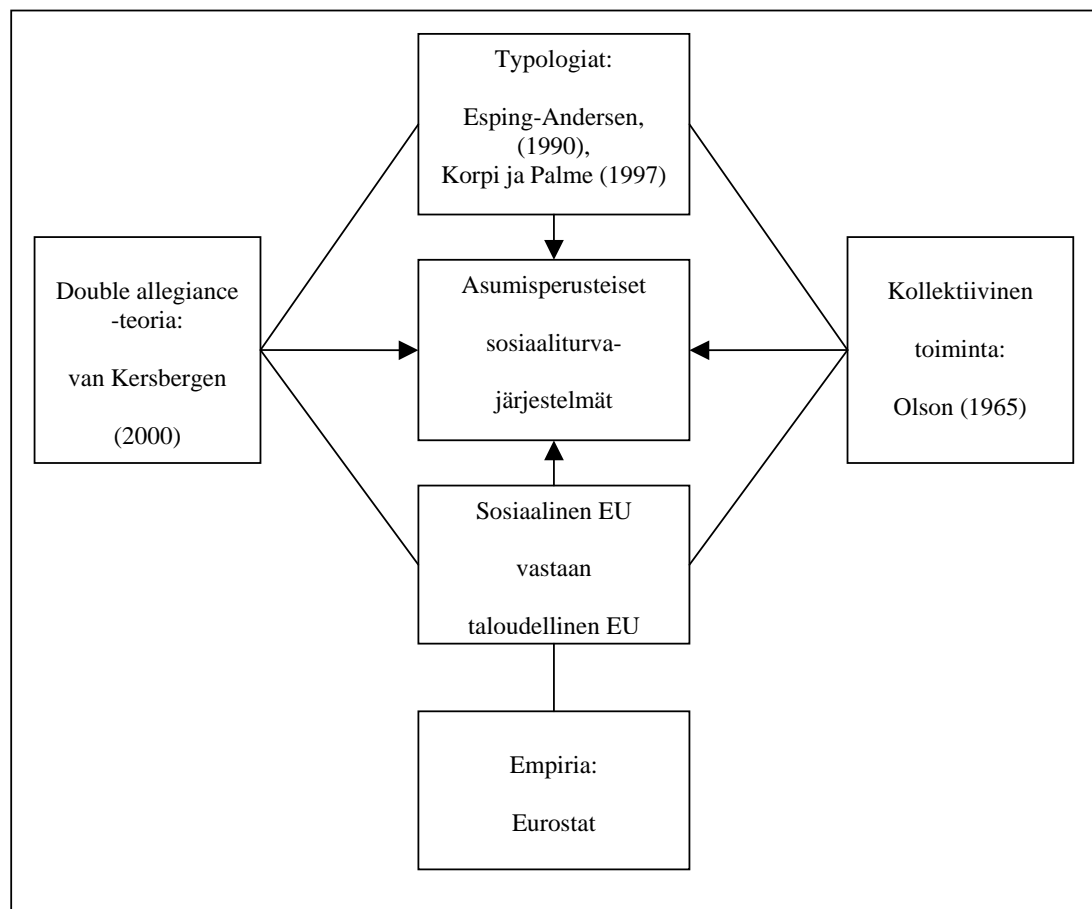 Typologiat:
Esping-Andersen,
(1990),
Korpi ja Palme (1997)
Double allegiance
-teoria:
van Kersbergen
(2000)
Asumisperusteiset
sosiaaliturva-
järjestelmät
Kollektiivinen
toiminta:
Olson (1965)
Sosiaalinen EU
vastaan
taloudellinen EU
Empiria:
Eurostat